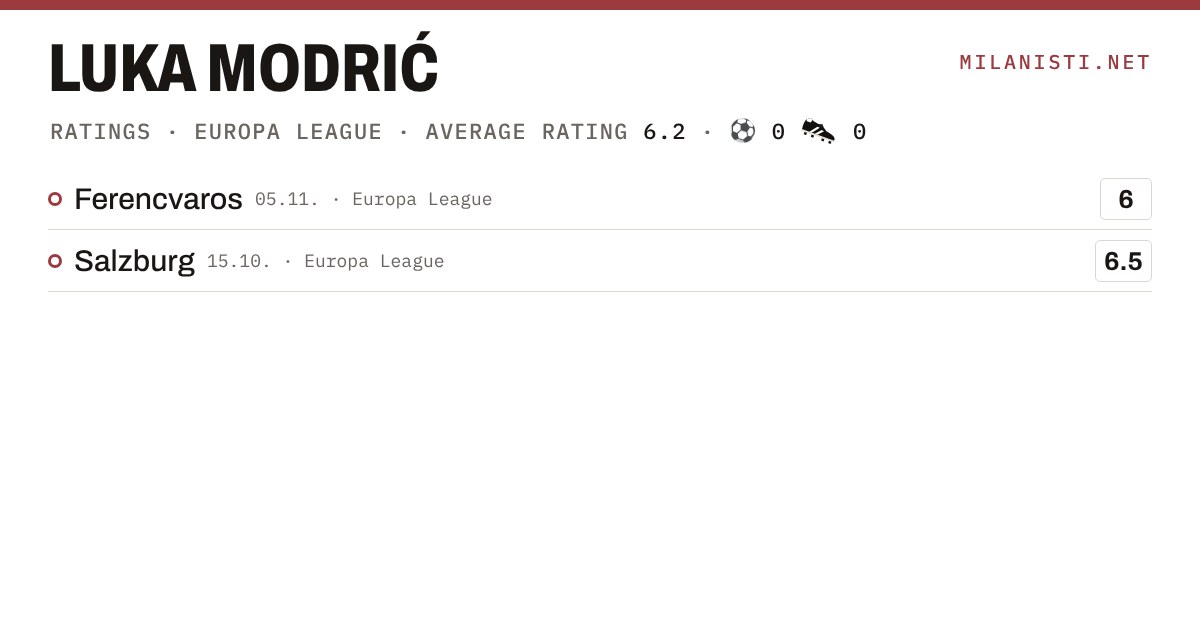 LUKA MODRIĆ
MILANISTI.NET
RATINGS · EUROPA LEAGUE · AVERAGE RATING 6.2 · ⚽ 0 👟 0
Ferencvaros 05.11. · Europa League 6
Salzburg 15.10. · Europa League 6.5